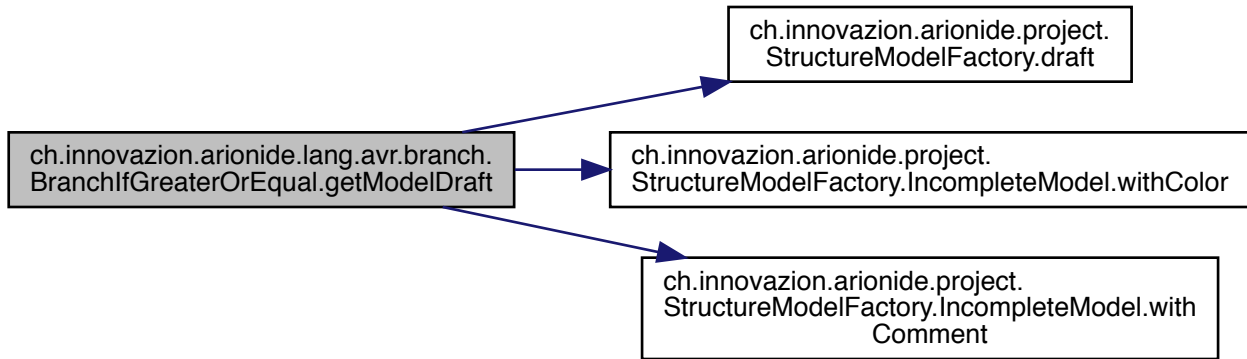 ch.innovazion.arionide.project.
StructureModelFactory.draft
ch.innovazion.arionide.lang.avr.branch.
BranchIfGreaterOrEqual.getModelDraft
ch.innovazion.arionide.project.
StructureModelFactory.IncompleteModel.withColor
ch.innovazion.arionide.project.
StructureModelFactory.IncompleteModel.with
Comment